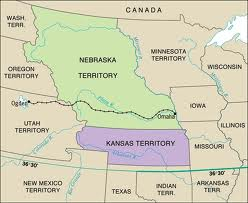 CANADA
WASH.
TERR.
NEBRASKA
TERRITORY
MINNESOTA
TERRITORY
WISCONSIN
OREGON
TERRITORY
Ogden
Platte R.
Omaha
IOWA
UTAH
TERRITORY
ILLINOIS
KANSAS TERRITORY
MISSOURI
36°30'
36°30'
NEW MEXICO
TERRITORY
TEXAS
INDIAN
TERR.
ARKANSAS
TERR.